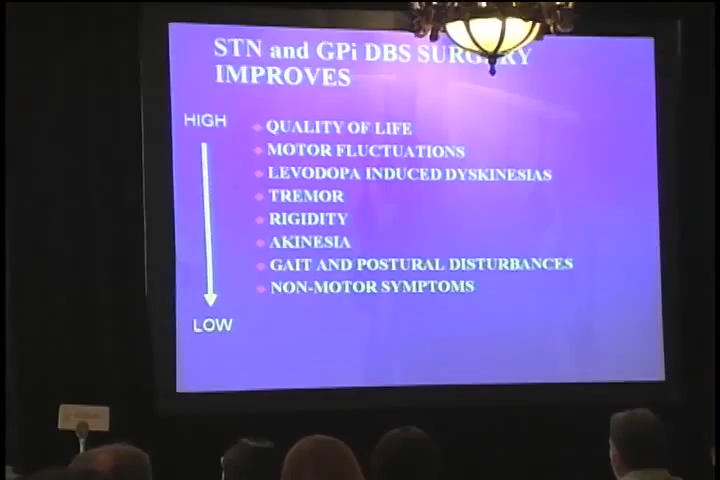 STN and GPi DBS SURGERY
IMPROVES
HIGH
QUALITY OF LIFE
MOTOR FLUCTUATIONS
LEVODOPA INDUCED DYSKINESIAS
TREMOR
RIGIDITY
AKINESIA
GAIT AND POSTURAL DISTURBANCES
NON-MOTOR SYMPTOMS
LOW